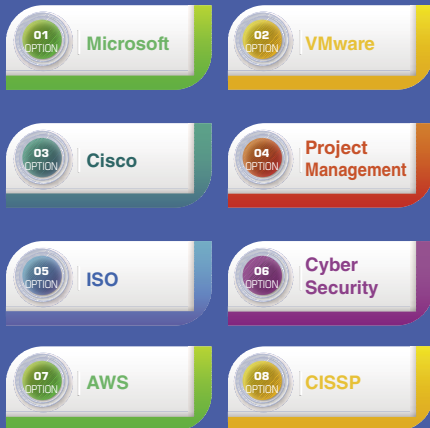 01
OPTION
Microsoft
02
OPTION
VMware
03
OPTION
Cisco
04
OPTION
Project
Management
05
OPTION
ISO
06
OPTION
Cyber
Security
07
OPTION
AWS
08
OPTION
CISSP